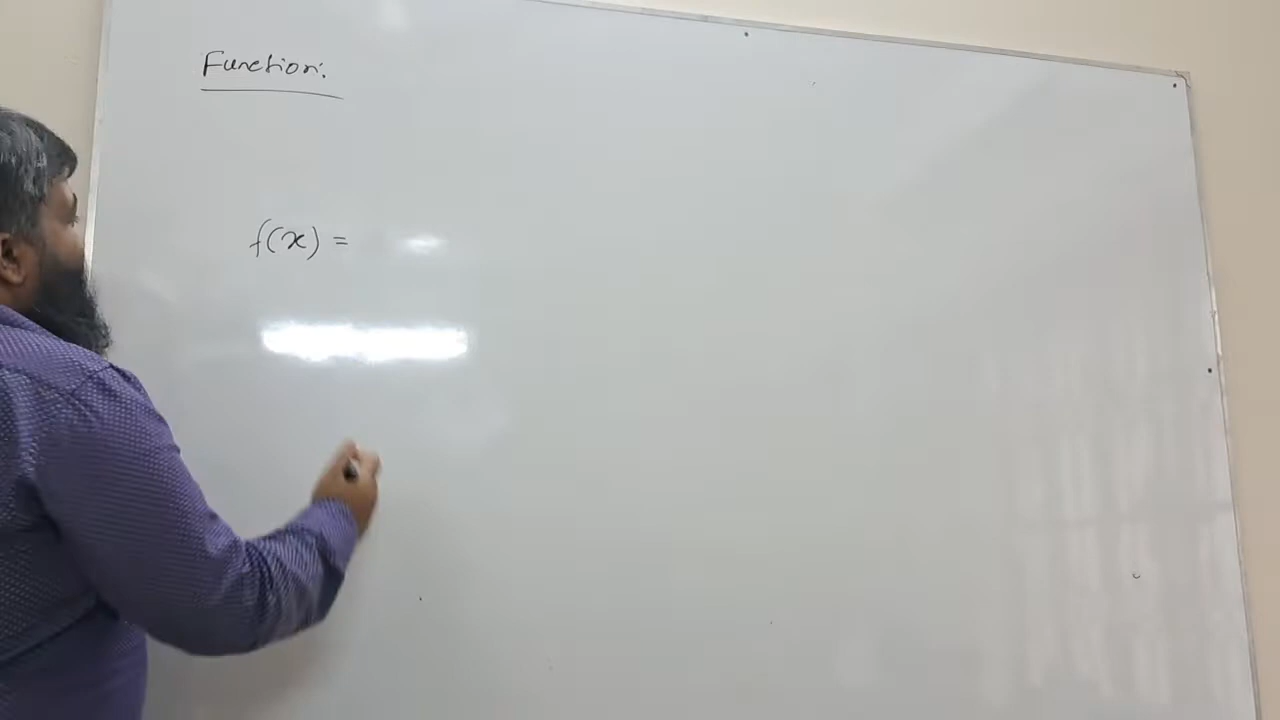 Function:
f(x) =